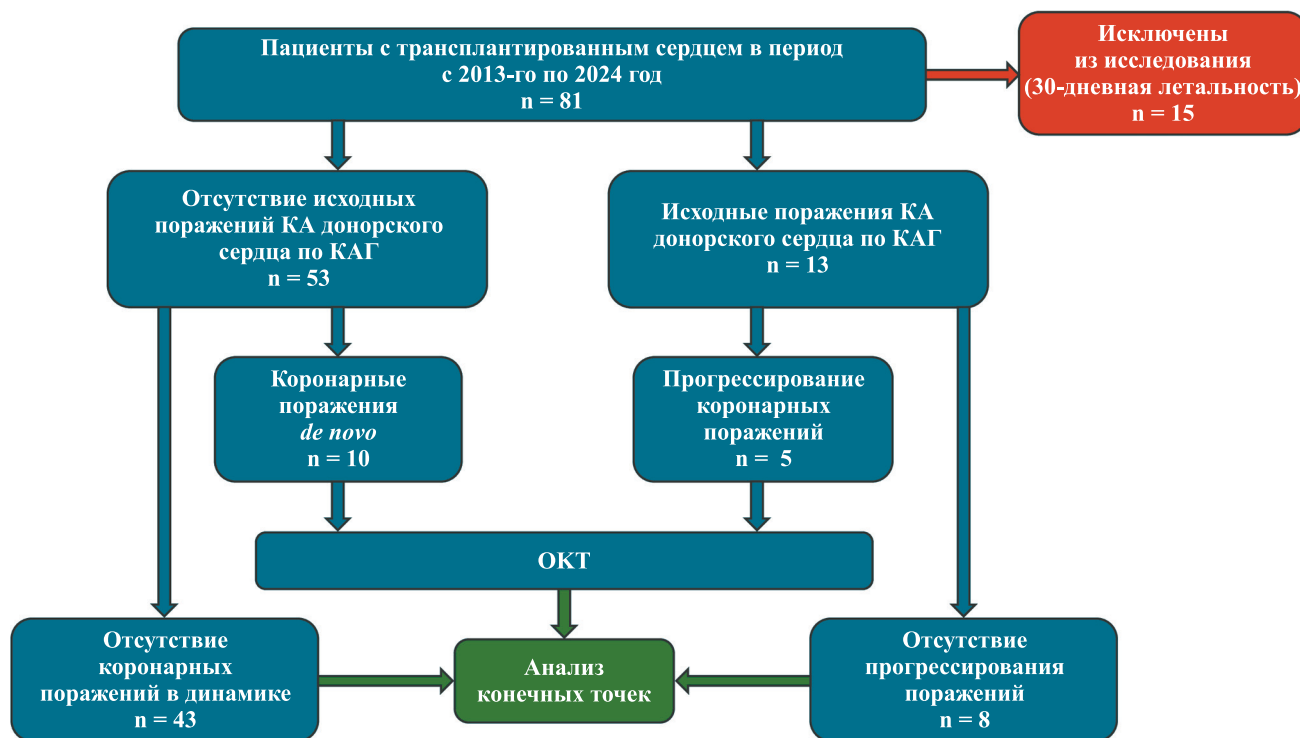 Пациенты с трансплантированным сердцем в период
с 2013-го по 2024 год
n = 81
Исключены
из исследования
(30-дневная летальность)
n = 15
Отсутствие исходных
поражений КА донорского
сердца по КАГ
n = 53
Исходные поражения КА
донорского сердца по КАГ
n = 13
Коронарные
поражения
de novo
n = 10
Прогрессирование
коронарных
поражений
n = 5
ОКТ
Отсутствие
коронарных
поражений в динамике
n = 43
Анализ
конечных точек
Отсутствие
прогрессирования
поражений
n = 8